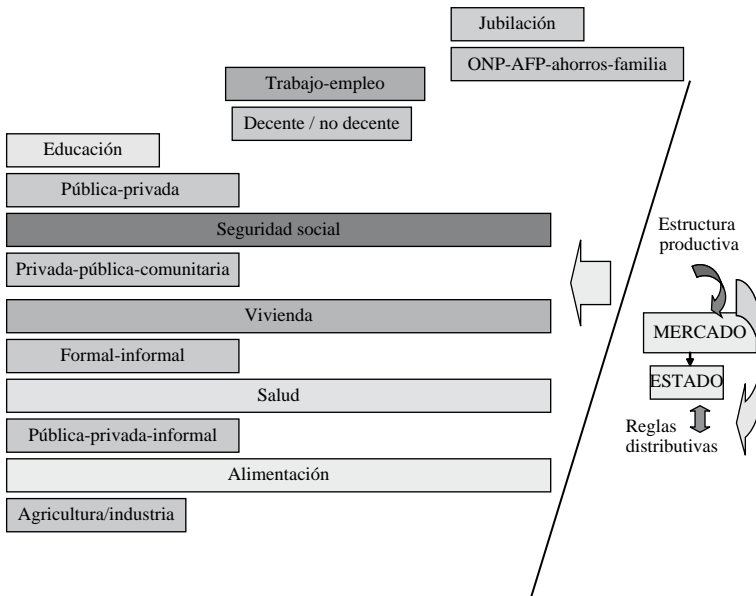 Jubilación
ONP-AFP-ahorros-familia
Trabajo-empleo
Decente / no decente
Educación
Pública-privada
Seguridad social
Privada-pública-comunitaria
Vivienda
Formal-informal
Salud
Pública-privada-informal
Alimentación
Agricultura/industria
Estructura
productiva
MERCADO
ESTADO
Reglas
distributivas